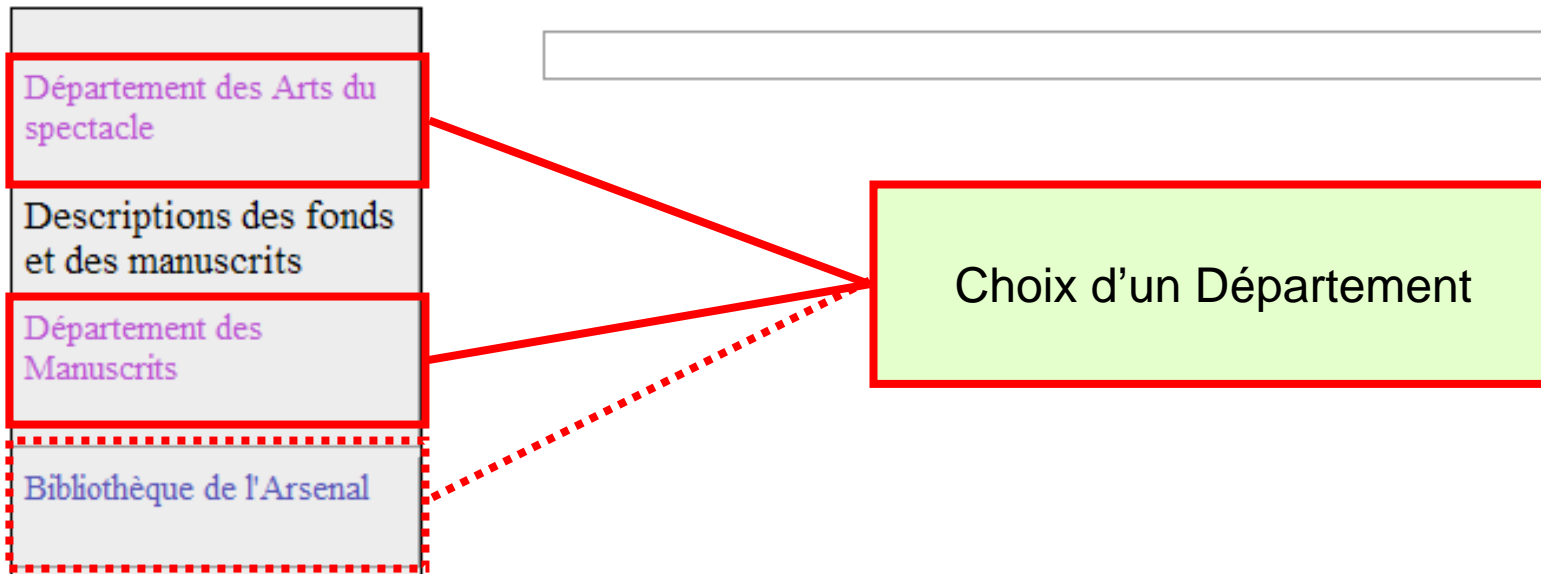 Département des Arts du
spectacle
Descriptions des fonds
et des manuscrits
Département des
Manuscrits
Bibliothèque de l'Arsenal
Choix d’un Département